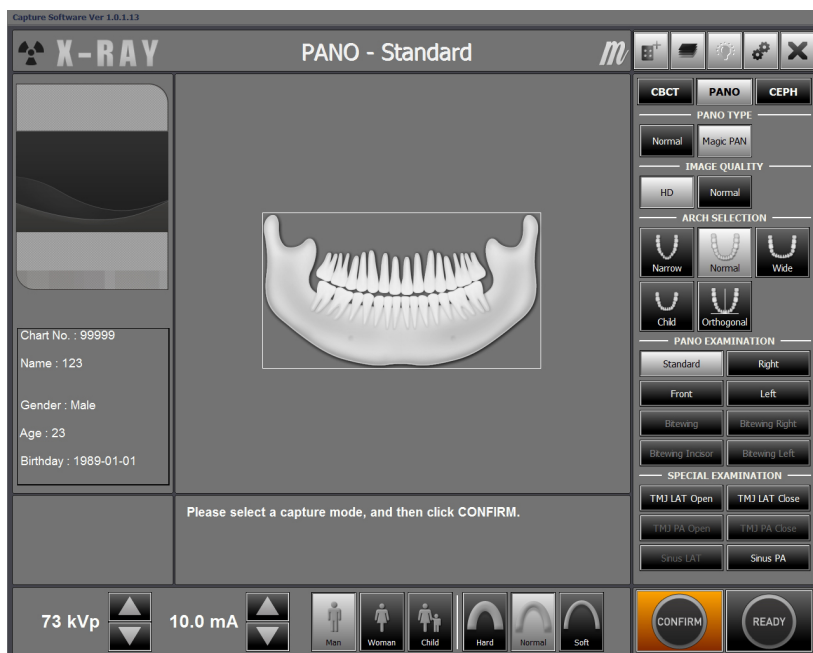 Capture Software Ver 1.0.1.13
X-RAY
PANO - Standard
m
CBCT PANO CEPH
PANO TYPE
Normal Magic PAN
IMAGE QUALITY
HD Normal
ARCH SELECTION
Narrow Normal Wide
Child Orthogonal
PANO EXAMINATION
Standard Right
Front Left
Bitewing Bitewing Right
Bitewing Incisor Bitewing Left
SPECIAL EXAMINATION
TMJ LAT Open TMJ LAT Close
TMJ PA Open TMJ PA Close
Sinus LAT Sinus PA
Chart No. : 99999
Name : 123
Gender : Male
Age : 23
Birthday : 1989-01-01
Please select a capture mode, and then click CONFIRM.
73 kVp 10.0 mA
Man Woman Child Hard Normal Soft
CONFIRM READY